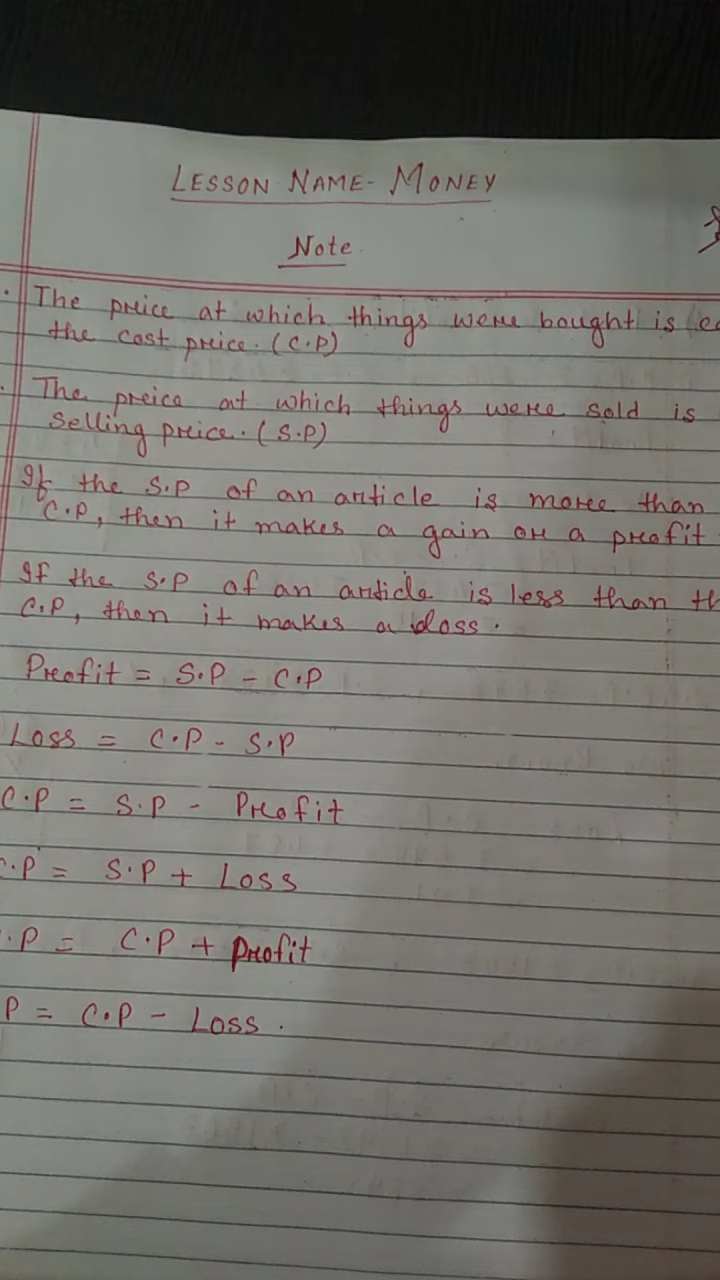 LESSON NAME- MONEY
Note
The price at which things were bought is
the cost price. (C.P)
The price at which things were sold is
selling price. (S.P)
If the S.P of an article is more than
C.P, then it makes a gain or a profit
If the S.P of an article is less than th
C.P, then it makes a loss.
Profit = S.P - C.P
Loss = C.P - S.P
C.P = S.P - Profit
.P = S.P + Loss
.P = C.P + Profit
P = C.P - Loss.